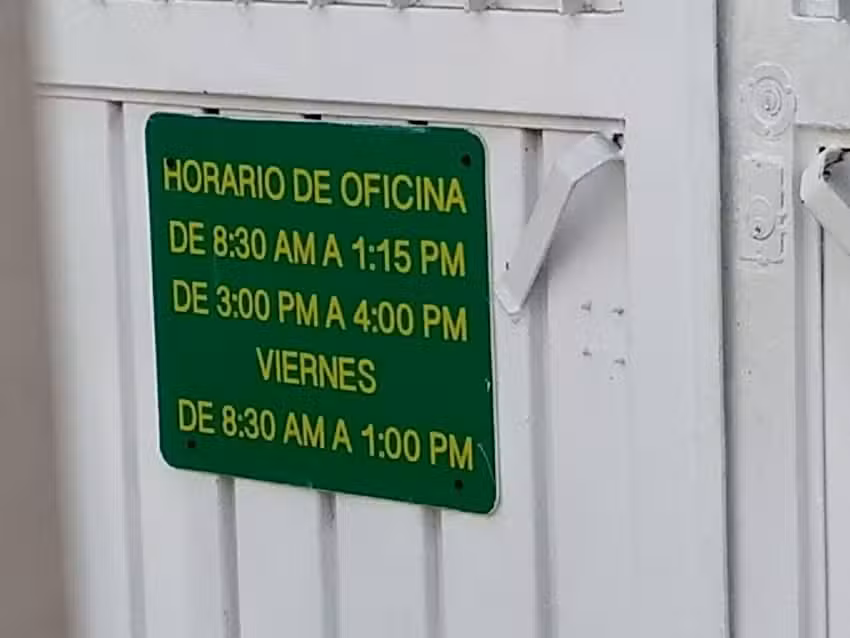 HORARIO DE OFICINA
DE 8:30 AM A 1:15 PM
DE 3:00 PM A 4:00 PM
VIERNES
DE 8:30 AM A 1:00 PM